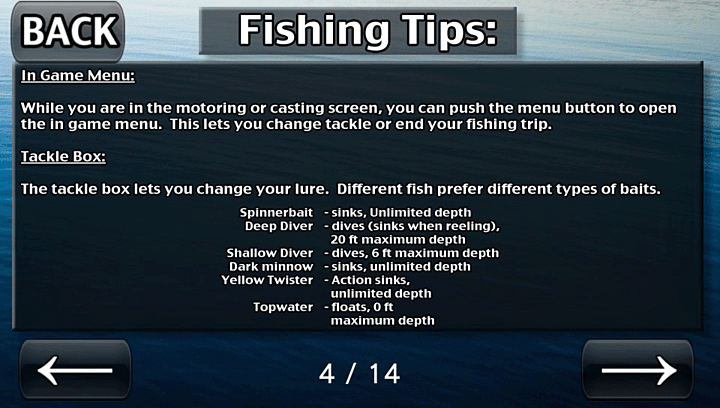 BACK
Fishing Tips:
In Game Menu:
While you are in the motoring or casting screen, you can push the menu button to open
the in game menu.  This lets you change tackle or end your fishing trip.
Tackle Box:
The tackle box lets you change your lure.  Different fish prefer different types of baits.
Spinnerbait - sinks, Unlimited depth
Deep Diver - dives (sinks when reeling),
20 ft maximum depth
Shallow Diver - dives, 6 ft maximum depth
Dark minnow - sinks, unlimited depth
Yellow Twister - Action sinks,
unlimited depth
Topwater - floats, 0 ft
maximum depth
4 / 14